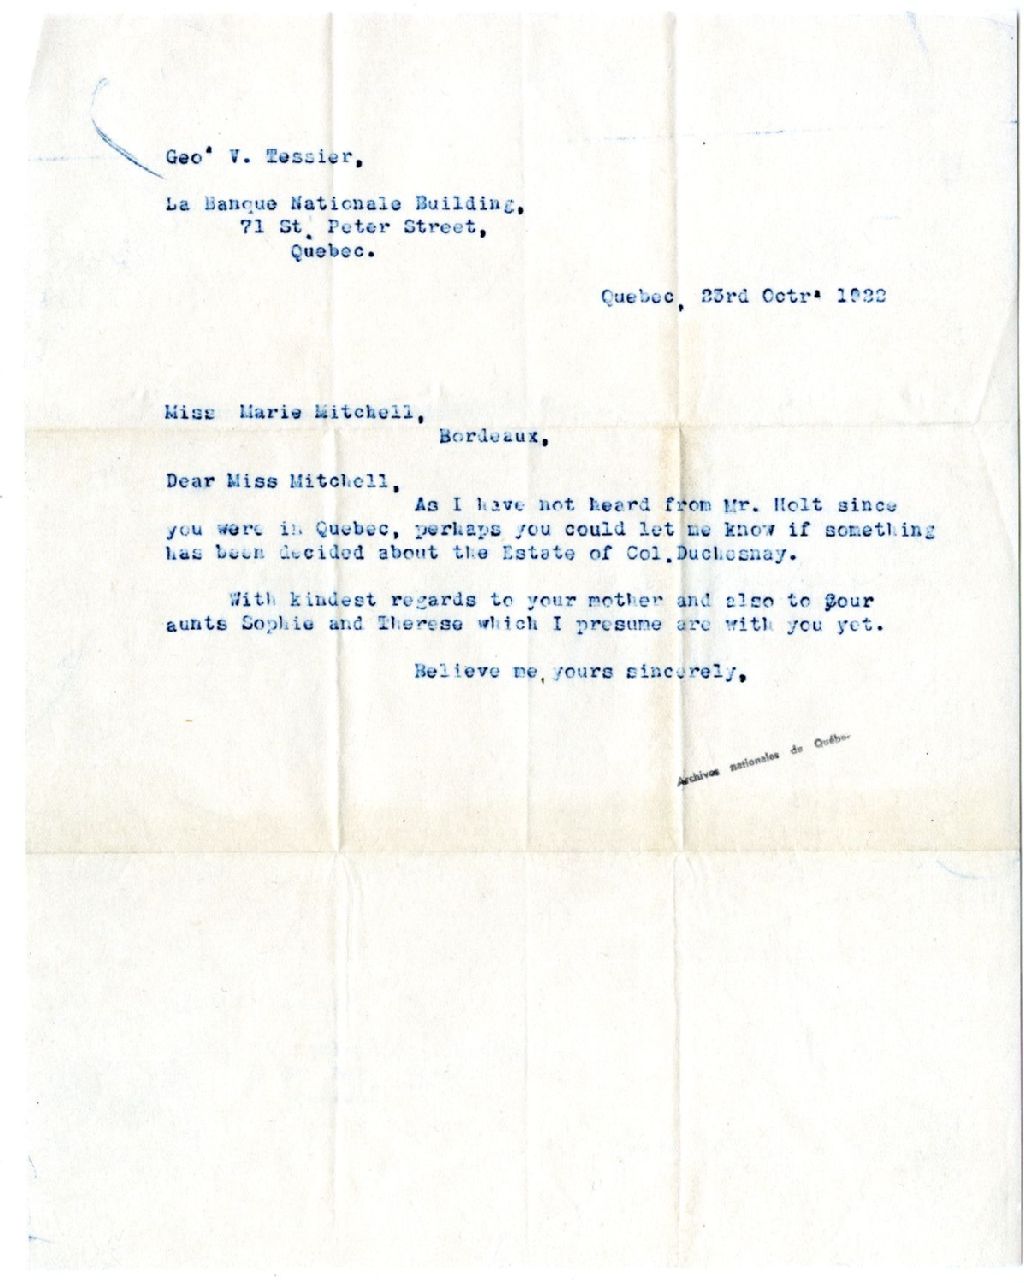 Geo' V. Tessier,
La Banque Nationale Building,
71 St. Peter Street,
Quebec.
Quebec, 23rd Octr. 1922
Miss Marie Mitchell,
Bordeaux,
Dear Miss Mitchell,
As I have not heard from Mr. Holt since
you were in Quebec, perhaps you could let me know if something
has been decided about the Estate of Col.Duchesnay.
With kindest regards to your mother and also to your
aunts Sophie and Therese which I presume are with you yet.
Believe me,yours sincerely,
Archives nationales de Québec